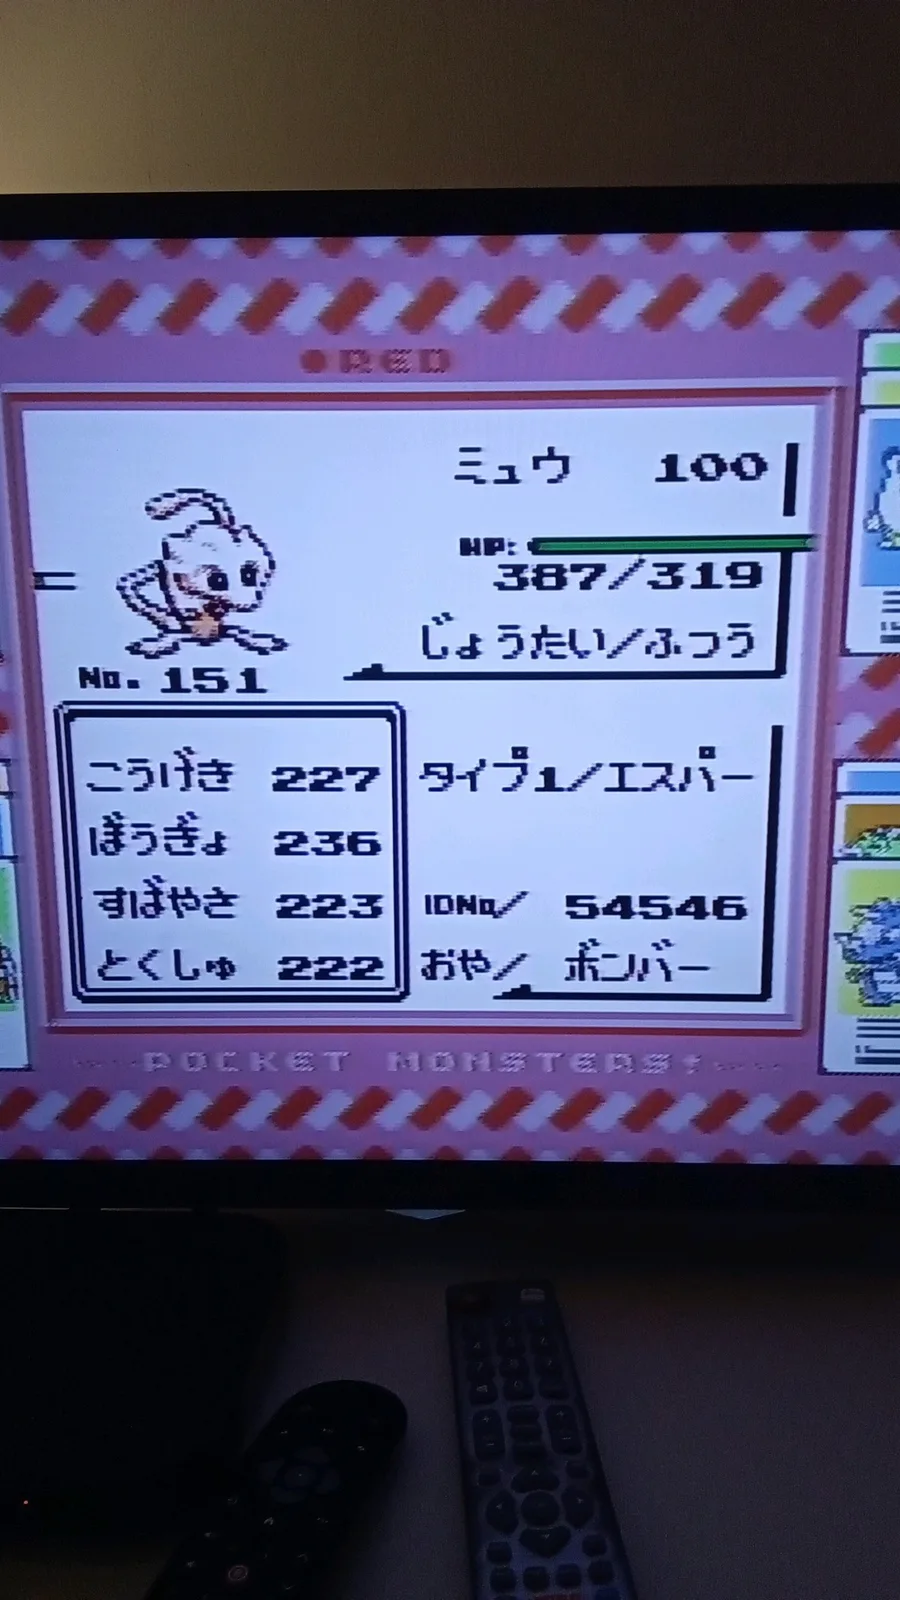 RED
ミュウ 100
HP:
387/319
じょうたい/ふつう
No. 151
こうげき 227
ぼうぎょ 236
すばやさ 223
とくしゅ 222
タイプ1/エスパー
IDNo/ 54546
おや/ ボンバー
POCKET MONSTERS!